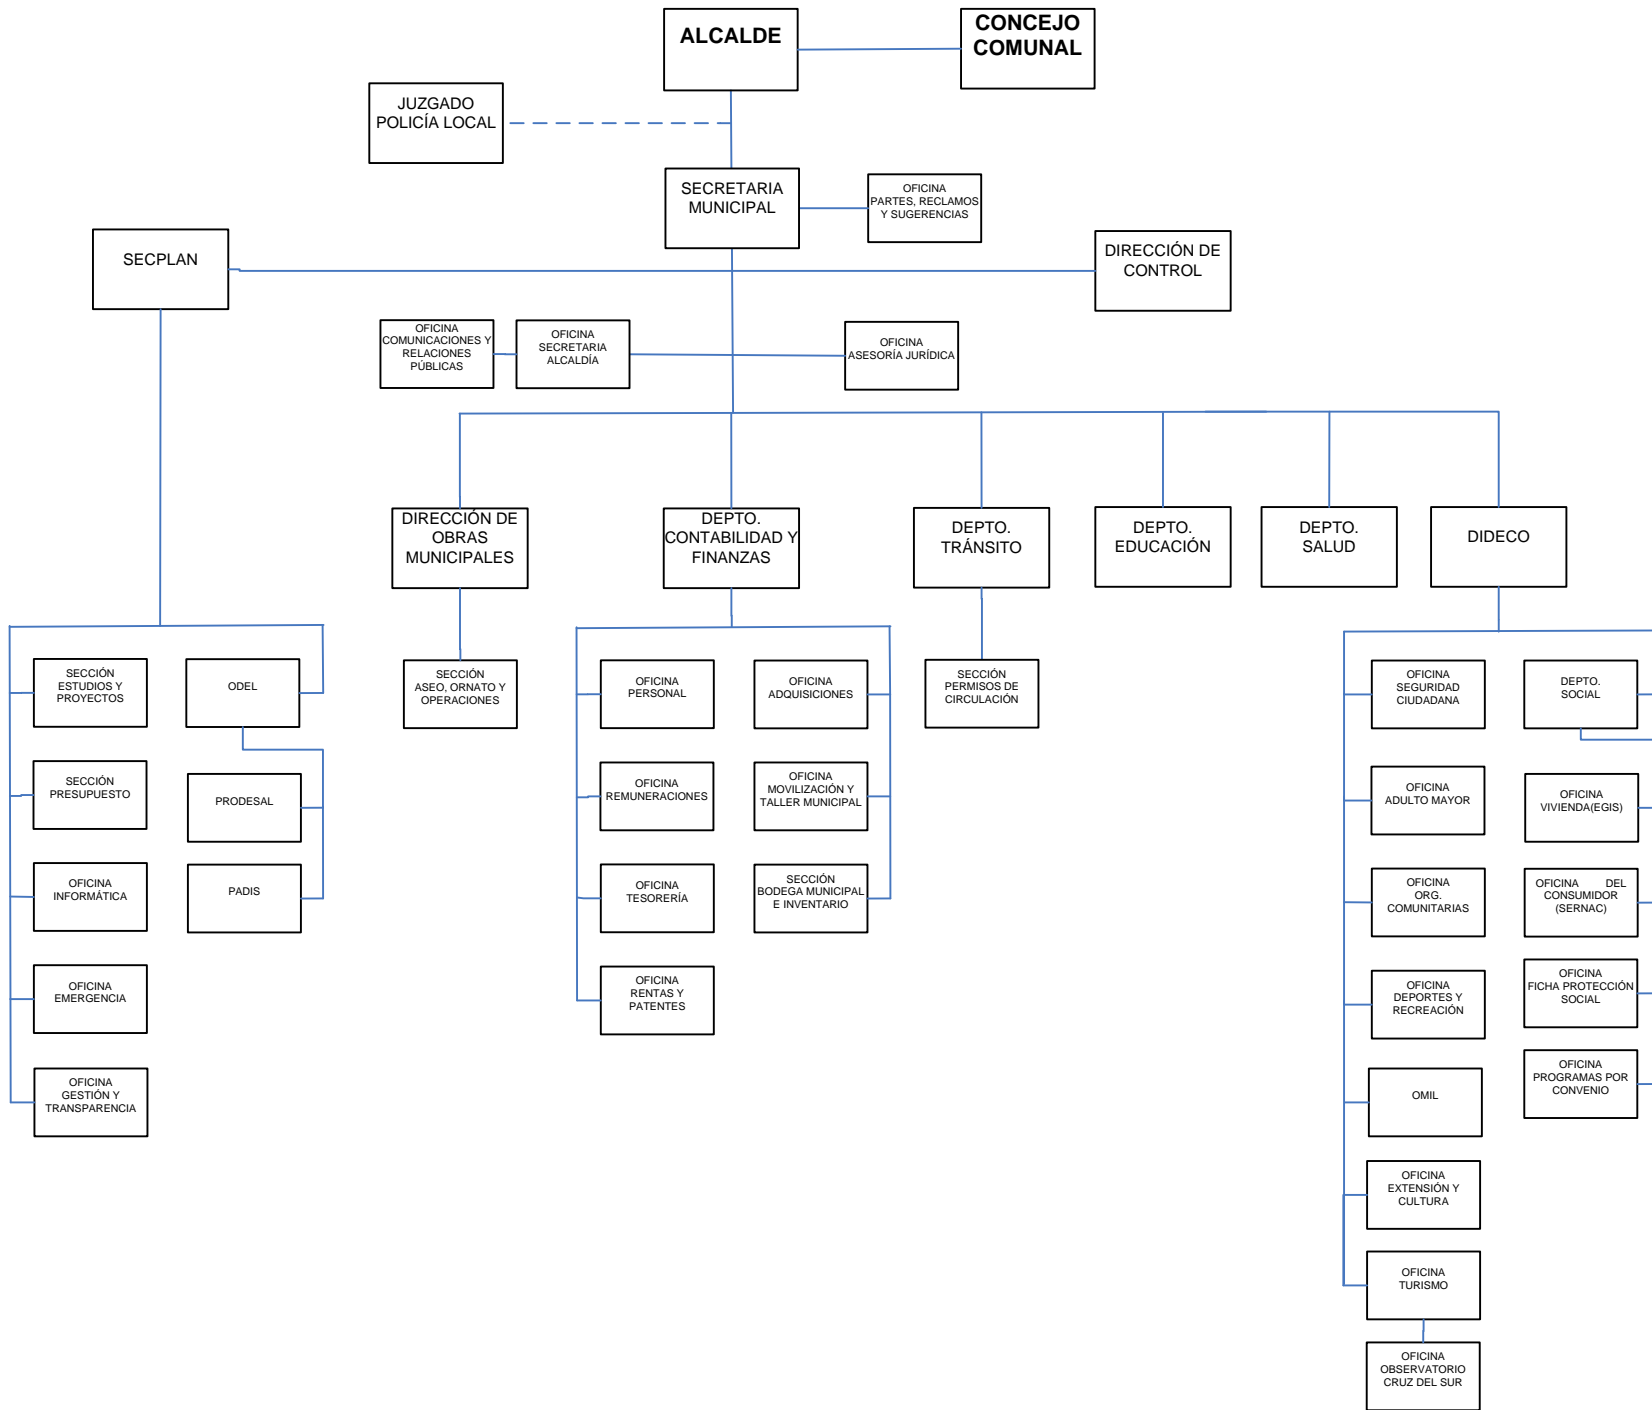 ALCALDE
CONCEJO
COMUNAL
JUZGADO
POLICÍA LOCAL
SECRETARIA
MUNICIPAL
OFICINA
PARTES, RECLAMOS
Y SUGERENCIAS
SECPLAN
DIRECCIÓN DE
CONTROL
OFICINA
COMUNICACIONES Y
RELACIONES
PÚBLICAS
OFICINA
SECRETARIA
ALCALDÍA
OFICINA
ASESORÍA JURÍDICA
DIRECCIÓN DE
OBRAS
MUNICIPALES
DEPTO.
CONTABILIDAD Y
FINANZAS
DEPTO.
TRÁNSITO
DEPTO.
EDUCACIÓN
DEPTO.
SALUD
DIDECO
SECCIÓN
ESTUDIOS Y
PROYECTOS
ODEL
SECCIÓN
PRESUPUESTO
PRODESAL
OFICINA
INFORMÁTICA
PADIS
OFICINA
EMERGENCIA
OFICINA
GESTIÓN Y
TRANSPARENCIA
SECCIÓN
ASEO, ORNATO Y
OPERACIONES
OFICINA
PERSONAL
OFICINA
ADQUISICIONES
OFICINA
REMUNERACIONES
OFICINA
MOVILIZACIÓN Y
TALLER MUNICIPAL
OFICINA
TESORERÍA
SECCIÓN
BODEGA MUNICIPAL
E INVENTARIO
OFICINA
RENTAS Y
PATENTES
SECCIÓN
PERMISOS DE
CIRCULACIÓN
OFICINA
SEGURIDAD
CIUDADANA
DEPTO.
SOCIAL
OFICINA
ADULTO MAYOR
OFICINA
VIVIENDA(EGIS)
OFICINA
ORG.
COMUNITARIAS
OFICINA DEL
CONSUMIDOR
(SERNAC)
OFICINA
DEPORTES Y
RECREACIÓN
OFICINA
FICHA PROTECCIÓN
SOCIAL
OMIL
OFICINA
PROGRAMAS POR
CONVENIO
OFICINA
EXTENSIÓN Y
CULTURA
OFICINA
TURISMO
OFICINA
OBSERVATORIO
CRUZ DEL SUR